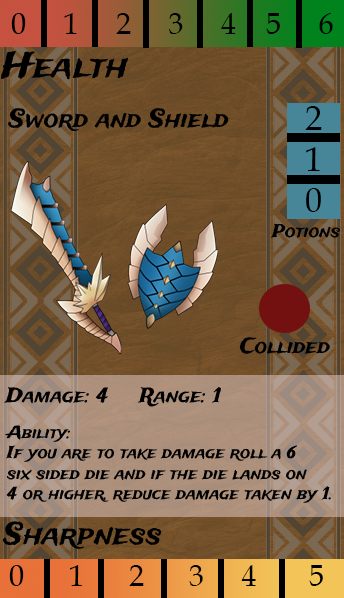 0 1 2 3 4 5 6
Health
Sword and Shield
2
1
0
Potions
Collided
Damage: 4 Range: 1
Ability:
If you are to take damage roll a 6
six sided die and if the die lands on
4 or higher, reduce damage taken by 1.
Sharpness
0 1 2 3 4 5